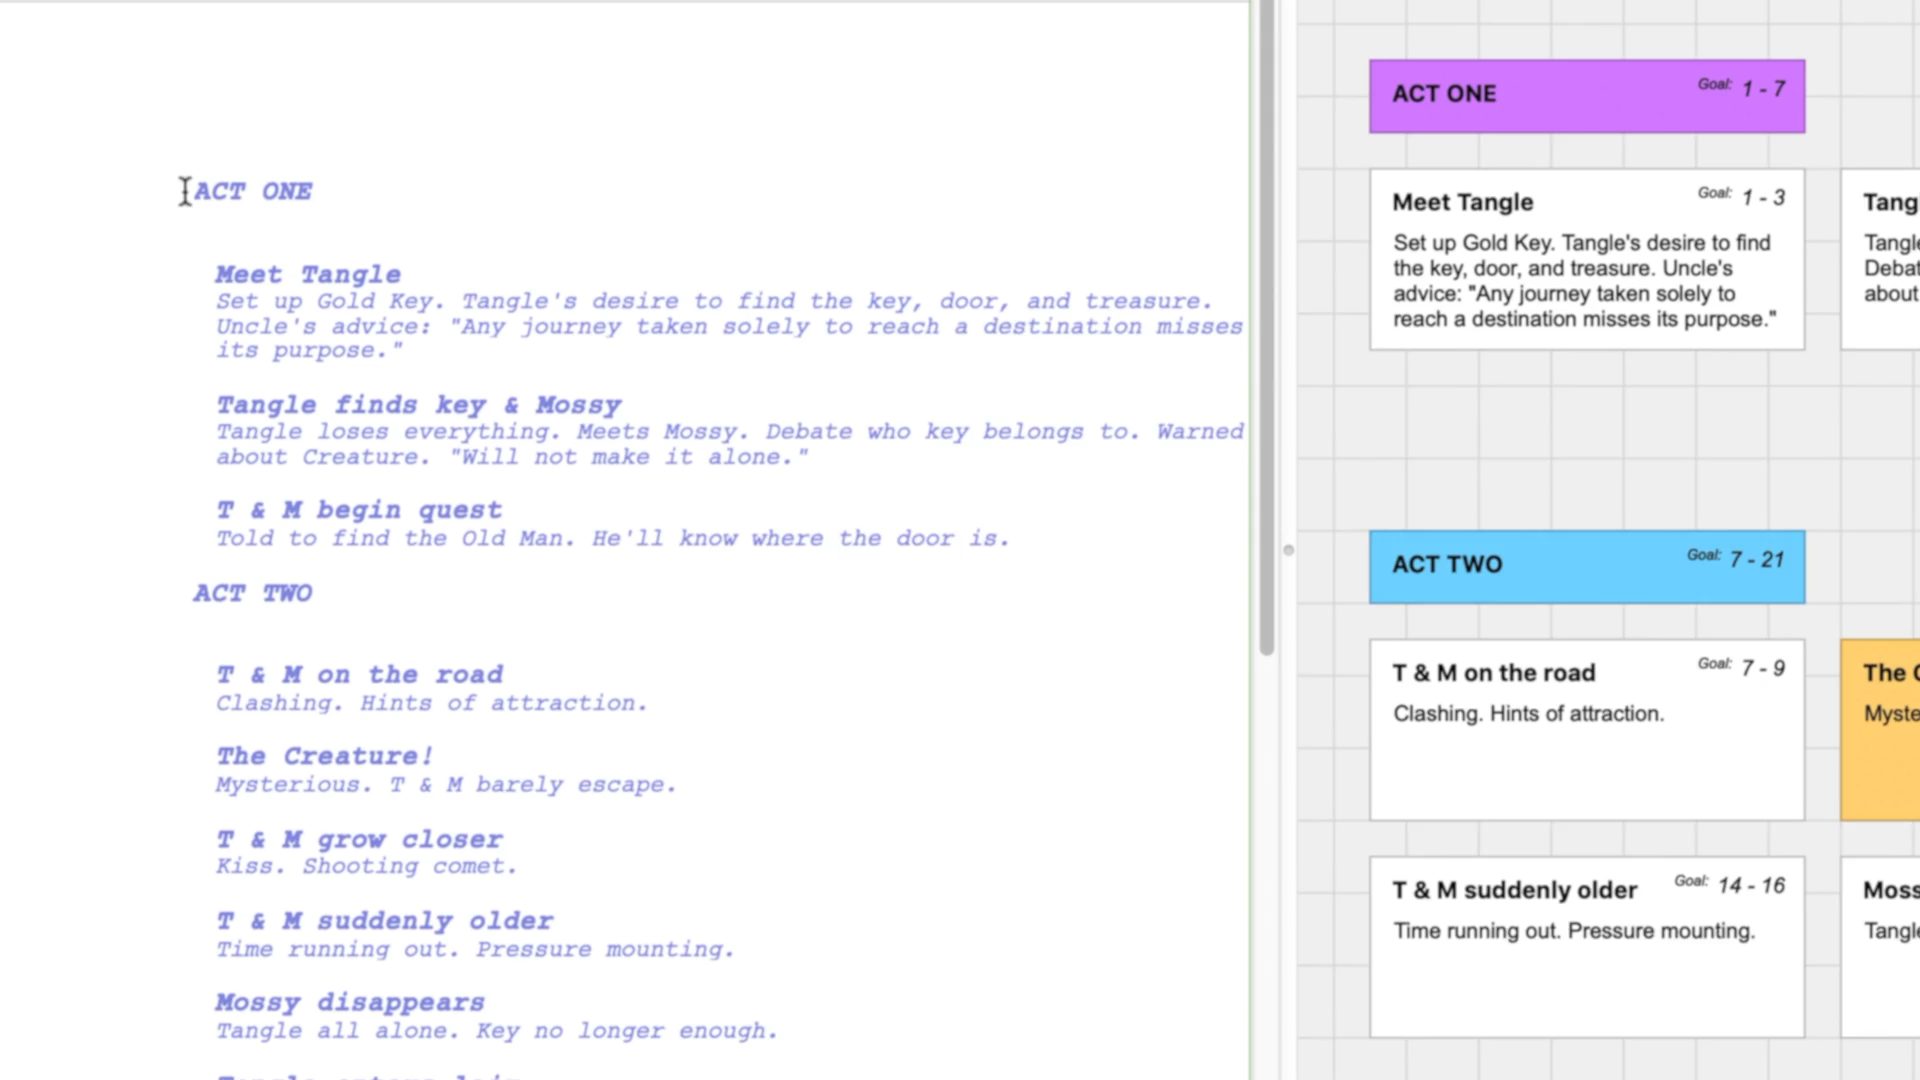 ACT ONE
Meet Tangle
Set up Gold Key. Tangle's desire to find the key, door, and treasure.
Uncle's advice: "Any journey taken solely to reach a destination misses
its purpose."
Tangle finds key & Mossy
Tangle loses everything. Meets Mossy. Debate who key belongs to. Warned
about Creature. "Will not make it alone."
T & M begin quest
Told to find the Old Man. He'll know where the door is.
ACT TWO
T & M on the road
Clashing. Hints of attraction.
The Creature!
Mysterious. T & M barely escape.
T & M grow closer
Kiss. Shooting comet.
T & M suddenly older
Time running out. Pressure mounting.
Mossy disappears
Tangle all alone. Key no longer enough.
ACT ONE Goal: 1 - 7
Meet Tangle Goal: 1 - 3
Set up Gold Key. Tangle's desire to find
the key, door, and treasure. Uncle's
advice: "Any journey taken solely to
reach a destination misses its purpose."
Tang
Tangle
Debat
about
ACT TWO Goal: 7 - 21
T & M on the road Goal: 7 - 9
Clashing. Hints of attraction.
The C
Myste
T & M suddenly older Goal: 14 - 16
Time running out. Pressure mounting.
Moss
Tangle